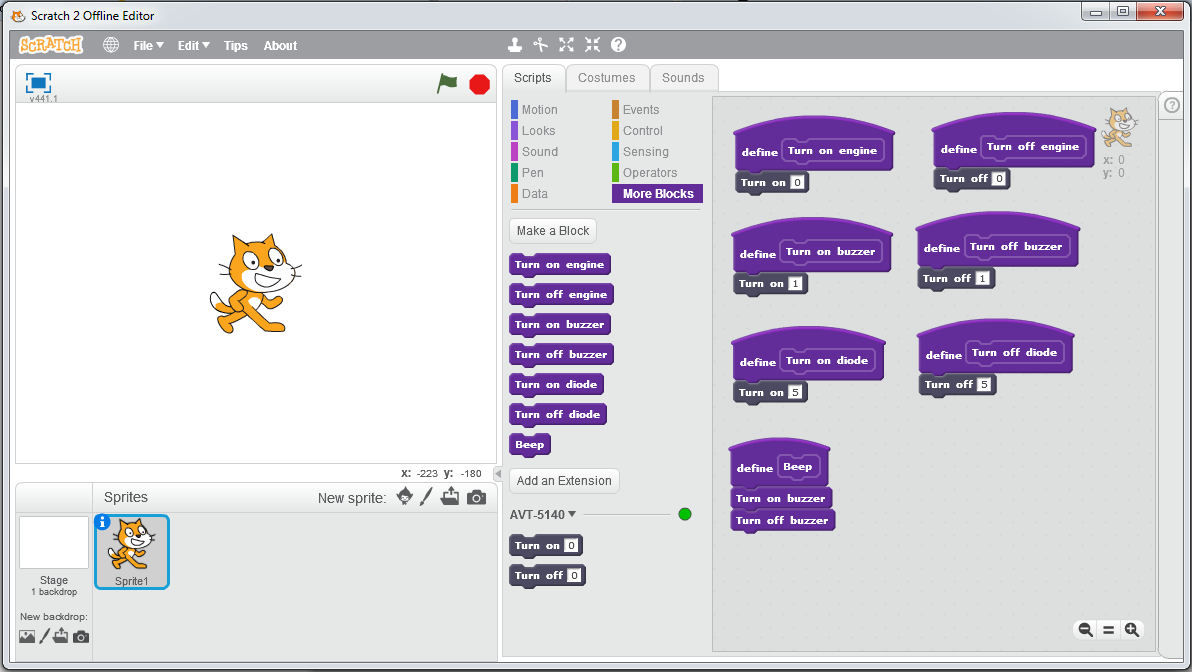 Scratch 2 Offline Editor
SCRATCH File Edit Tips About
v441.1
Scripts Costumes Sounds
Motion Events
Looks Control
Sound Sensing
Pen Operators
Data More Blocks
Make a Block
Turn on engine
Turn off engine
Turn on buzzer
Turn off buzzer
Turn on diode
Turn off diode
Beep
Add an Extension
AVT-5140
Turn on 0
Turn off 0
define Turn on engine
Turn on 0
define Turn off engine
Turn off 0
x: 0
y: 0
define Turn on buzzer
Turn on 1
define Turn off buzzer
Turn off 1
define Turn on diode
Turn on 5
define Turn off diode
Turn off 5
define Beep
Turn on buzzer
Turn off buzzer
x: -223 y: -180
Sprites New sprite:
Stage
1 backdrop
New backdrop:
Sprite1